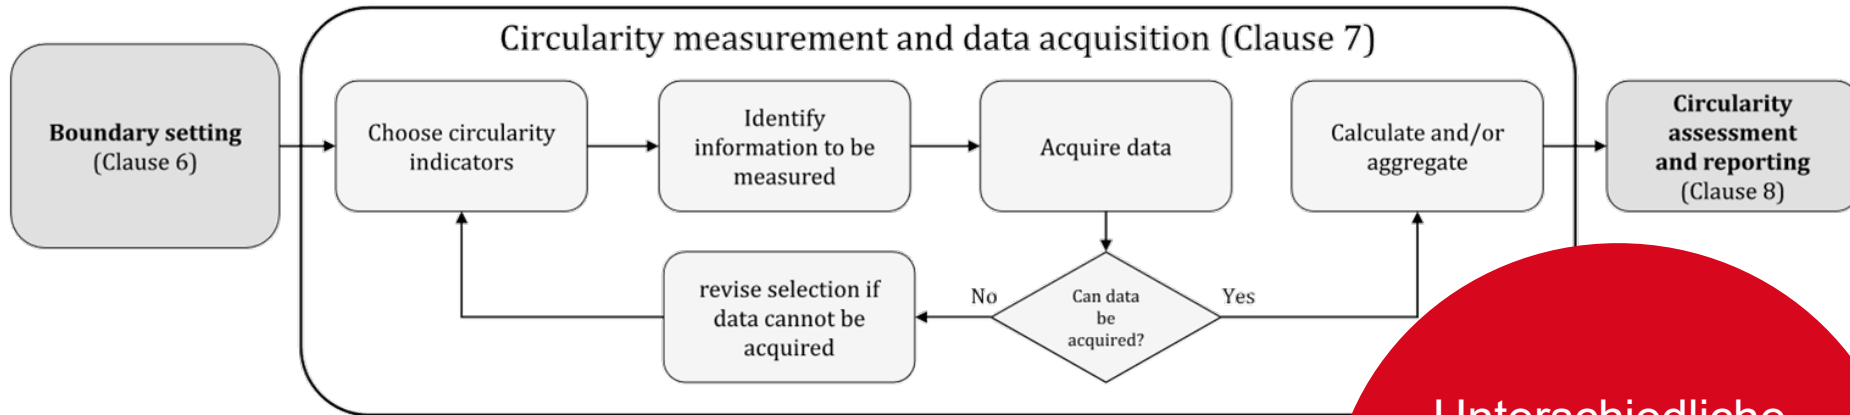 Circularity measurement and data acquisition (Clause 7)
Boundary setting
(Clause 6)
Choose circularity
indicators
Identify
information to be
measured
Acquire data
Calculate and/or
aggregate
Circularity
assessment
and reporting
(Clause 8)
revise selection if
data cannot be
acquired
No
Can data
be
acquired?
Yes
Unterschiedliche